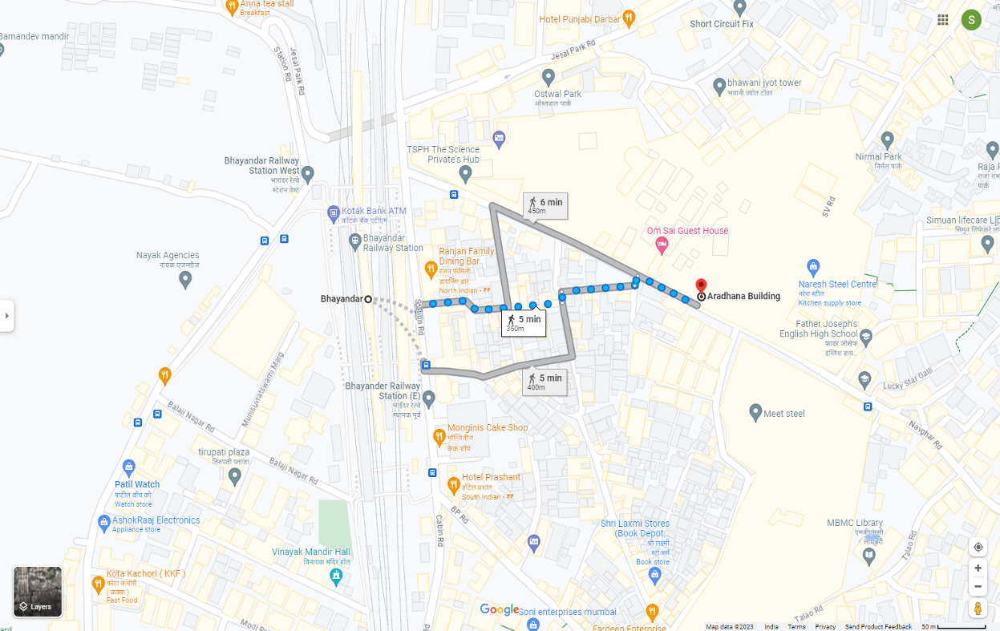 Anna tea stall
Breakfast
Hotel Punjabi Darbar
Short Circuit Fix
S
Bamandev mandir
Station Rd
Jesal Park Rd
Jesal Park Rd
Ostwal Park
ओस्तवाल पार्क
bhawani jyot tower
भवानी ज्योत टॉवर
TSPH The Science
Private's Hub
Nirmal Park
निर्मल पार्क
Raja
Bhayandar Railway
Station West
भायंदर रेल्वे
स्टेशन वेस्ट
SV Rd
6 min
450m
Kotak Bank ATM
कोटक बँक एटीएम
Simuan lifecare
Om Sai Guest House
Bhayandar
Railway Station
Nayak Agencies
नायक एजन्सीज
Ranjan Family
Dining Bar
रंजन फॅमिली
डायनिंग बार
North Indian • ₹₹
Naresh Steel Centre
नरेश स्टील
Kitchen supply store
Bhayandar
Aradhana Building
Station Rd
5 min
350m
Father Joseph's
English High School
फादर जोसेफ
इंग्लिश हाय...
5 min
400m
Munisuvratswami Marg
Lucky Star Galli
Bhayander Railway
Station (E)
भाईंदर रेल्वे
स्थानक पूर्व
Balaji Nagar Rd
Meet steel
Navghar Rd
Monginis Cake Shop
मोन्जिनीज
केक शॉप
tirupati plaza
तिरुपती प्लाजा
Balaji Nagar Rd
Patil Watch
पाटील वॉच को
Watch store
Hotel Prashant
हॉटेल प्रशांत
South Indian • ₹₹
BP Rd
Cabin Rd
AshokRaaj Electronics
Appliance store
Shri Laxmi Stores
(Book Depot...
श्री लक्ष्मी
स्टोअर्स
Book store
MBMC Library
एमबीएमसी
लायब्ररी
Talao Rd
Vinayak Mandir Hall
विनायक मंदिर हॉल
Kota Kachori ( KKF )
कोटा कचोरी
( कक्फ )
Fast Food
Layers
Google
Soni enterprises mumbai
Talao Rd
Modi
Fardeen Enterprise
Map data ©2023 India Terms Privacy Send Product Feedback 50 m